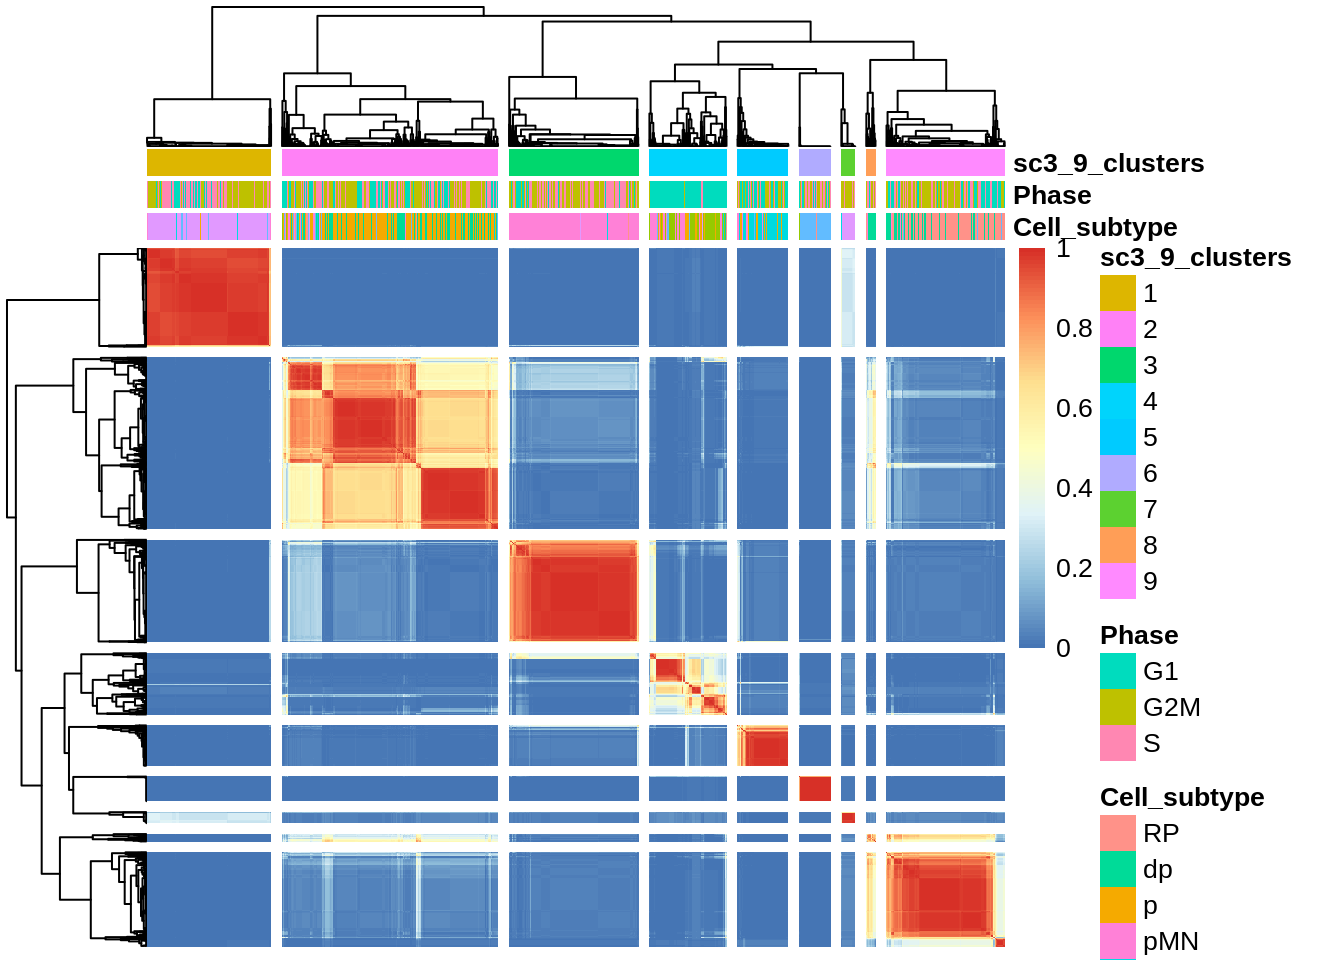 sc3_9_clusters
Phase
Cell_subtype
1
0.8
0.6
0.4
0.2
0
sc3_9_clusters
1
2
3
4
5
6
7
8
9
Phase
G1
G2M
S
Cell_subtype
RP
dp
p
pMN